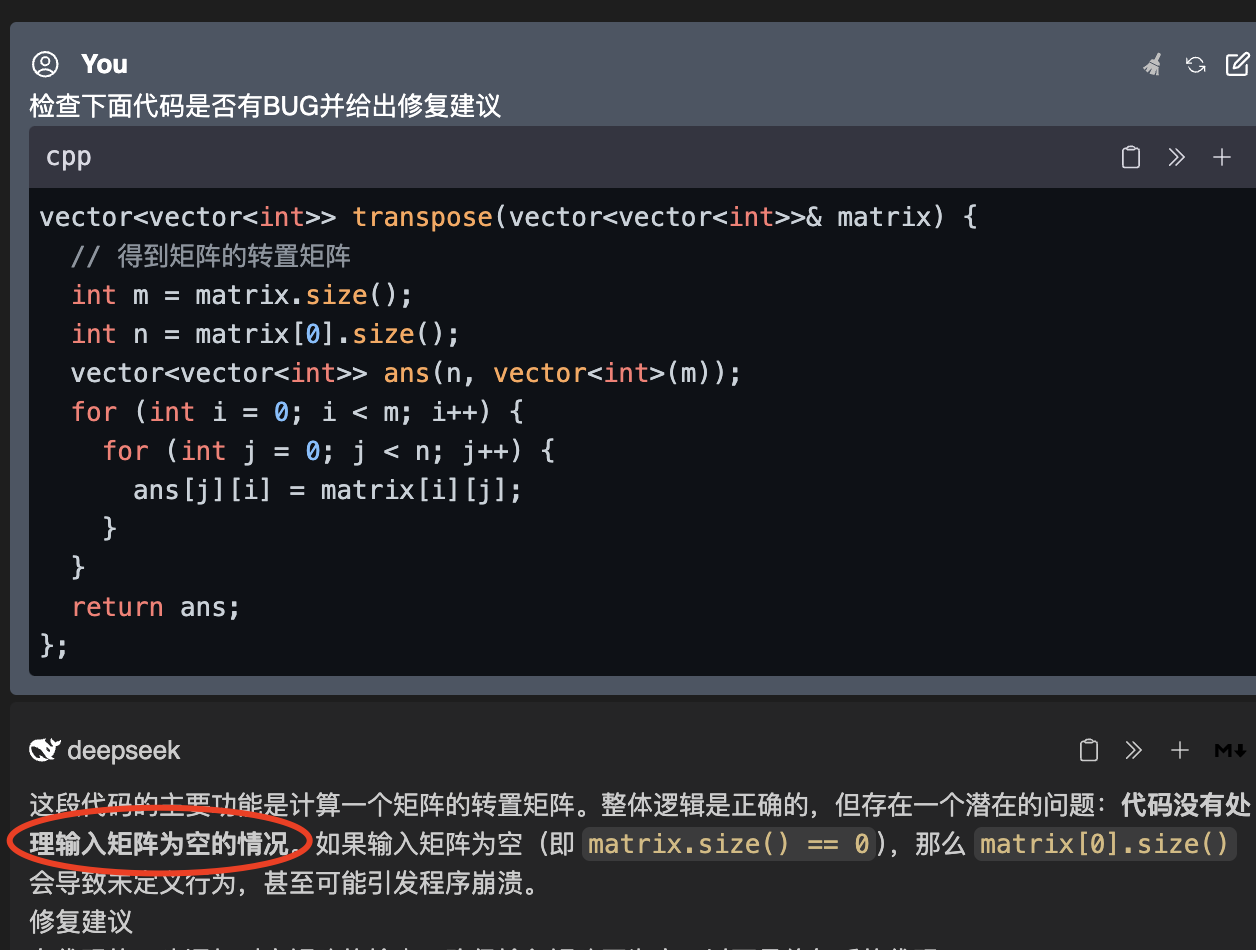 You
检查下面代码是否有BUG并给出修复建议
cpp
vector<vector<int>> transpose(vector<vector<int>>& matrix) {
// 得到矩阵的转置矩阵
int m = matrix.size();
int n = matrix[0].size();
vector<vector<int>> ans(n, vector<int>(m));
for (int i = 0; i < m; i++) {
for (int j = 0; j < n; j++) {
ans[j][i] = matrix[i][j];
}
}
return ans;
};
deepseek
M↓
这段代码的主要功能是计算一个矩阵的转置矩阵。整体逻辑是正确的，但存在一个潜在的问题：代码没有处
理输入矩阵为空的情况。如果输入矩阵为空（即 matrix.size() == 0），那么 matrix[0].size()
会导致未定义行为，甚至可能引发程序崩溃。
修复建议